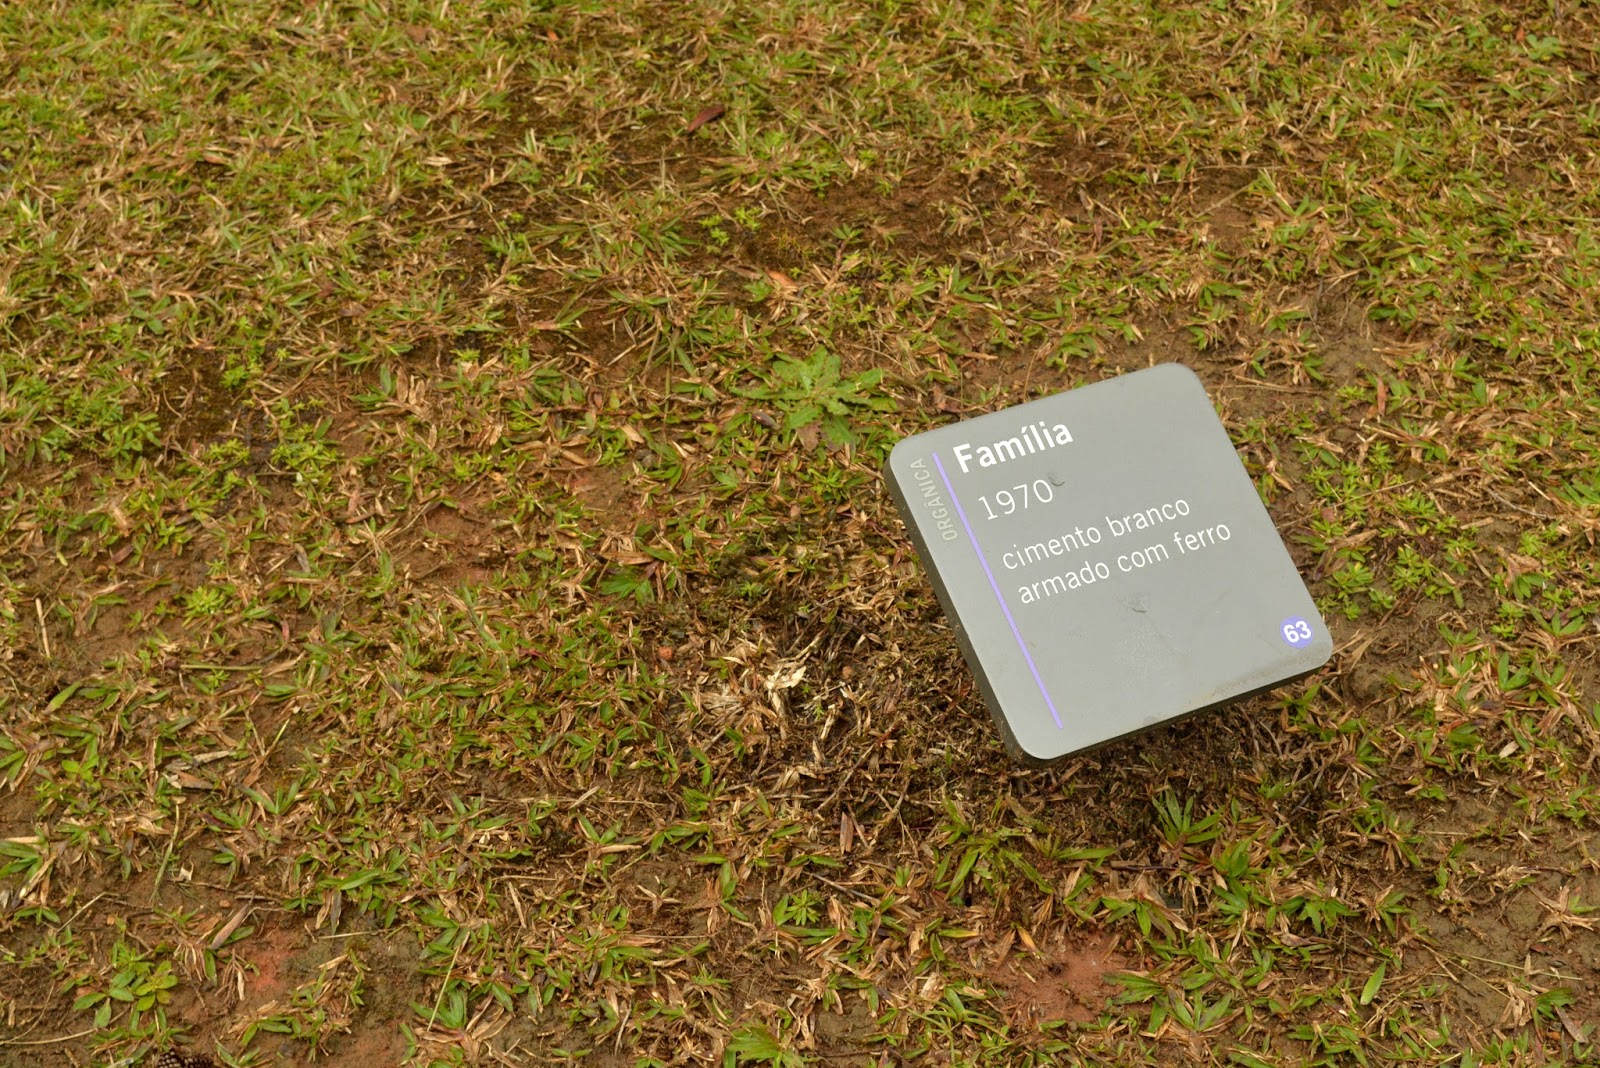 ORGÂNICA
Família
1970
cimento branco
armado com ferro
63